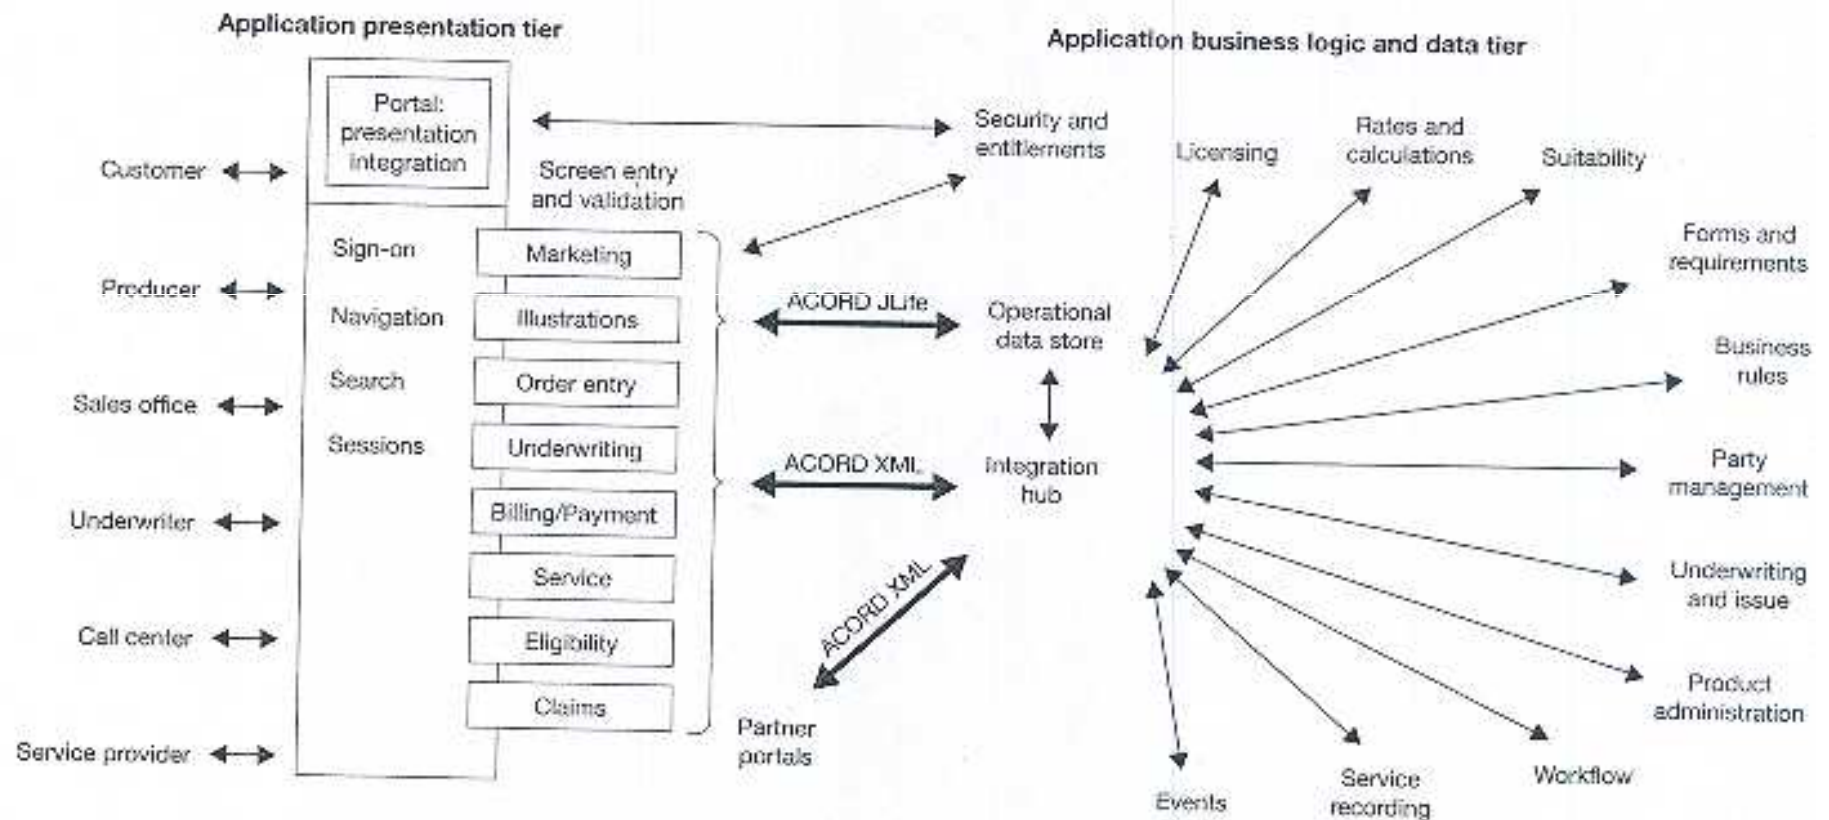 Application presentation tier
Application business logic and data tier
Portal:
presentation
integration
Customer
Producer
Sales office
Underwriter
Call center
Service provider
Sign-on
Navigation
Search
Sessions
Screen entry
and validation
Marketing
Illustrations
Order entry
Underwriting
Billing/Payment
Service
Eligibility
Claims
Security and
entitlements
ACORD JLife
Operational
data store
ACORD XML
Integration
hub
ACORD XML
Partner
portals
Licensing
Rates and
calculations
Suitability
Forms and
requirements
Business
rules
Party
management
Underwriting
and issue
Product
administration
Workflow
Service
recording
Events